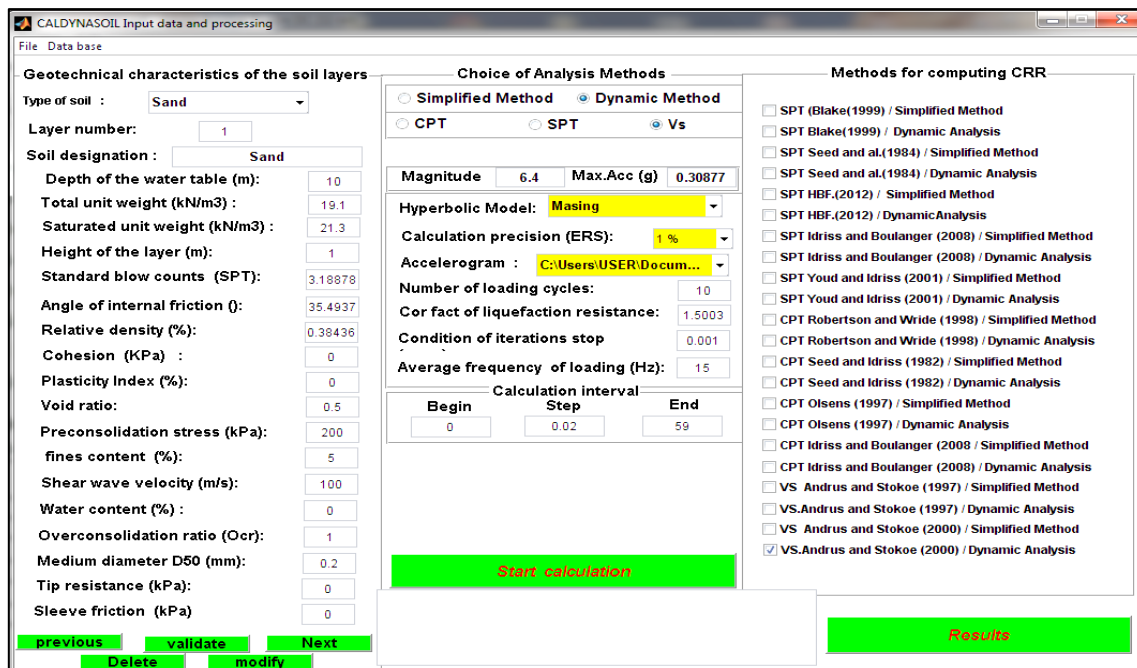 CALDYNASOIL Input data and processing
File Data base
Geotechnical characteristics of the soil layers
Type of soil : Sand
Layer number: 1
Soil designation : Sand
Depth of the water table (m): 10
Total unit weight (kN/m3) : 19.1
Saturated unit weight (kN/m3) : 21.3
Height of the layer (m): 1
Standard blow counts (SPT): 3.18878
Angle of internal friction (): 35.4937
Relative density (%): 0.38436
Cohesion (KPa) : 0
Plasticity Index (%): 0
Void ratio: 0.5
Preconsolidation stress (kPa): 200
fines content (%): 5
Shear wave velocity (m/s): 100
Water content (%) : 0
Overconsolidation ratio (Ocr): 1
Medium diameter D50 (mm): 0.2
Tip resistance (kPa): 0
Sleeve friction (kPa) 0
previous validate Next
Delete modify
Choice of Analysis Methods
Simplified Method Dynamic Method
CPT SPT Vs
Magnitude 6.4 Max.Acc (g) 0.30877
Hyperbolic Model: Masing
Calculation precision (ERS): 1 %
Accelerogram : C:\Users\USER\Docum...
Number of loading cycles: 10
Cor fact of liquefaction resistance: 1.5003
Condition of iterations stop 0.001
Average frequency of loading (Hz): 15
Calculation interval
Begin Step End
0 0.02 59
Start calculation
Methods for computing CRR
SPT (Blake(1999) / Simplified Method
SPT Blake(1999) / Dynamic Analysis
SPT Seed and al.(1984) / Simplified Method
SPT Seed and al.(1984) / Dynamic Analysis
SPT HBF.(2012) / Simplified Method
SPT HBF.(2012) / DynamicAnalysis
SPT Idriss and Boulanger (2008) / Simplified Method
SPT Idriss and Boulanger (2008) / Dynamic Analysis
SPT Youd and Idriss (2001) / Simplified Method
SPT Youd and Idriss (2001) / Dynamic Analysis
CPT Robertson and Wride (1998) / Simplified Method
CPT Robertson and Wride (1998) / Dynamic Analysis
CPT Seed and Idriss (1982) / Simplified Method
CPT Seed and Idriss (1982) / Dynamic Analysis
CPT Olsens (1997) / Simplified Method
CPT Olsens (1997) / Dynamic Analysis
CPT Idriss and Boulanger (2008 / Simplified Method
CPT Idriss and Boulanger (2008) / Dynamic Analysis
VS Andrus and Stokoe (1997) / Simplified Method
VS.Andrus and Stokoe (1997) / Dynamic Analysis
VS Andrus and Stokoe (2000) / Simplified Method
VS.Andrus and Stokoe (2000) / Dynamic Analysis
Results